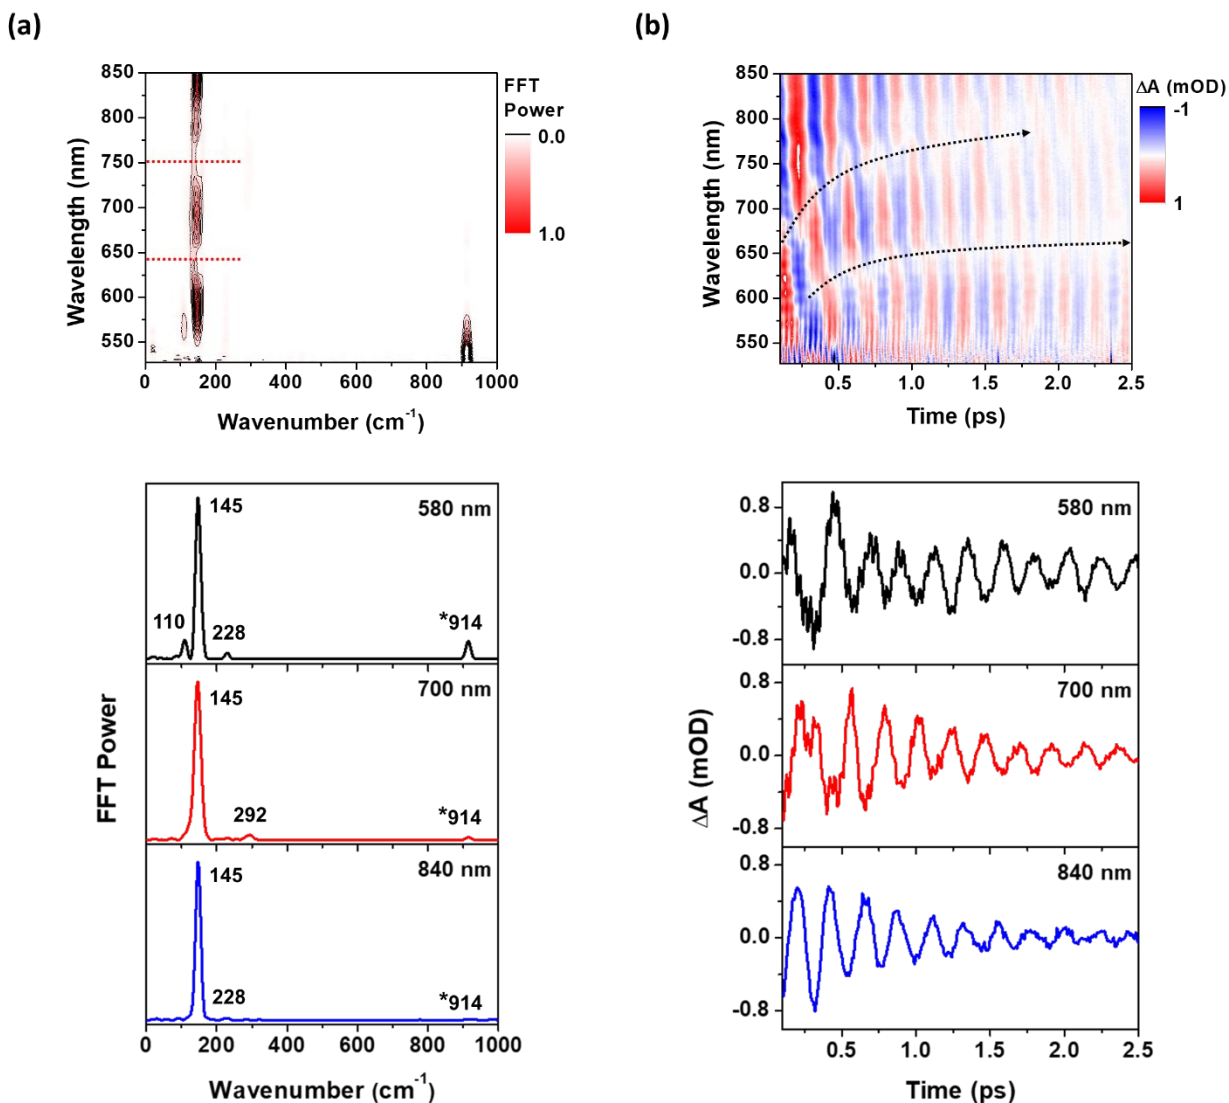 (a)
850
800
750
700
650
600
550
Wavelength (nm)
0 200 400 600 800 1000
Wavenumber (cm⁻¹)
FFT
Power
0.0
1.0
(b)
850
800
750
700
650
600
550
Wavelength (nm)
0.5 1.0 1.5 2.0 2.5
Time (ps)
ΔA (mOD)
-1
1
145
580 nm
110
228
*914
145
700 nm
292
*914
145
840 nm
228
*914
FFT Power
0 200 400 600 800 1000
Wavenumber (cm⁻¹)
0.8
0.0
-0.8
580 nm
0.8
0.0
-0.8
700 nm
0.8
0.0
-0.8
840 nm
ΔA (mOD)
0.5 1.0 1.5 2.0 2.5
Time (ps)